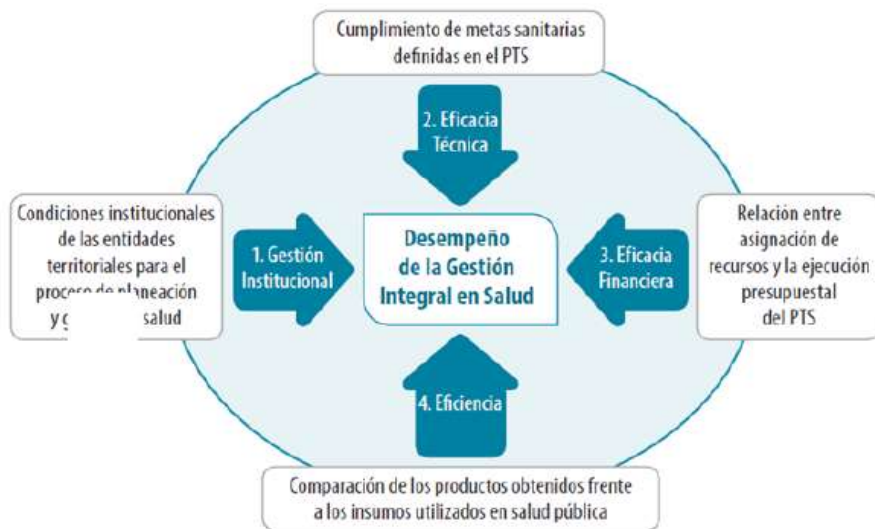 Cumplimiento de metas sanitarias
definidas en el PTS
2. Eficacia
Técnica
Condiciones institucionales
de las entidades
territoriales para el
proceso de planeación
y salud
1. Gestión
Institucional
Desempeño
de la Gestión
Integral en Salud
3. Eficacia
Financiera
Relación entre
asignación de
recursos y la ejecución
presupuestal
del PTS
4. Eficiencia
Comparación de los productos obtenidos frente
a los insumos utilizados en salud pública